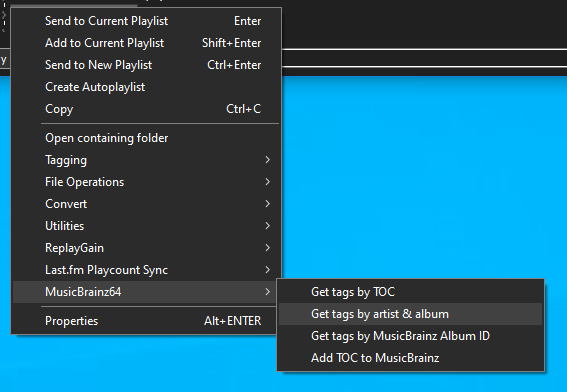 y
Send to Current Playlist Enter
Add to Current Playlist Shift+Enter
Send to New Playlist Ctrl+Enter
Create Autoplaylist
Copy Ctrl+C
Open containing folder
Tagging
File Operations
Convert
Utilities
ReplayGain
Last.fm Playcount Sync
MusicBrainz64
Properties Alt+ENTER
Get tags by TOC
Get tags by artist & album
Get tags by MusicBrainz Album ID
Add TOC to MusicBrainz